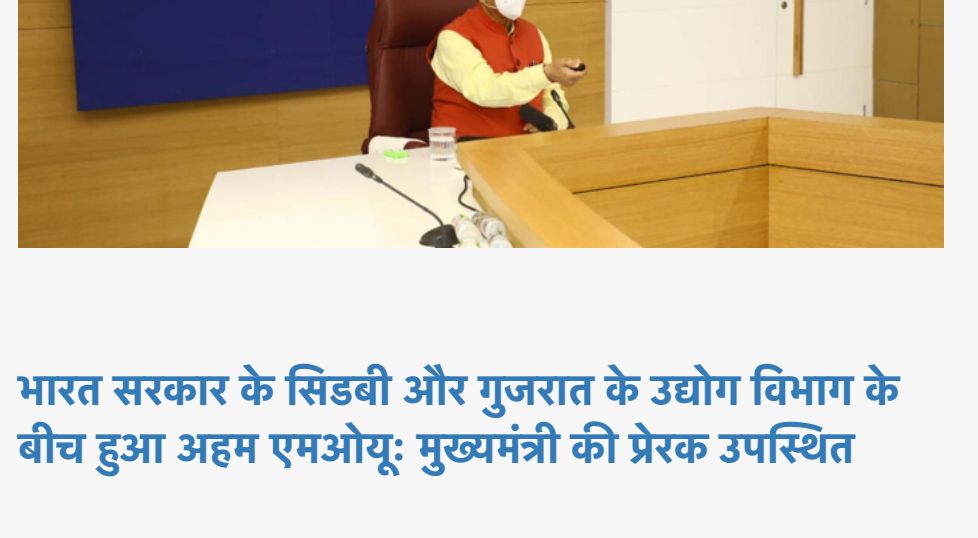 भारत सरकार के सिडबी और गुजरात के उद्योग विभाग के
बीच हुआ अहम एमओयू: मुख्यमंत्री की प्रेरक उपस्थित